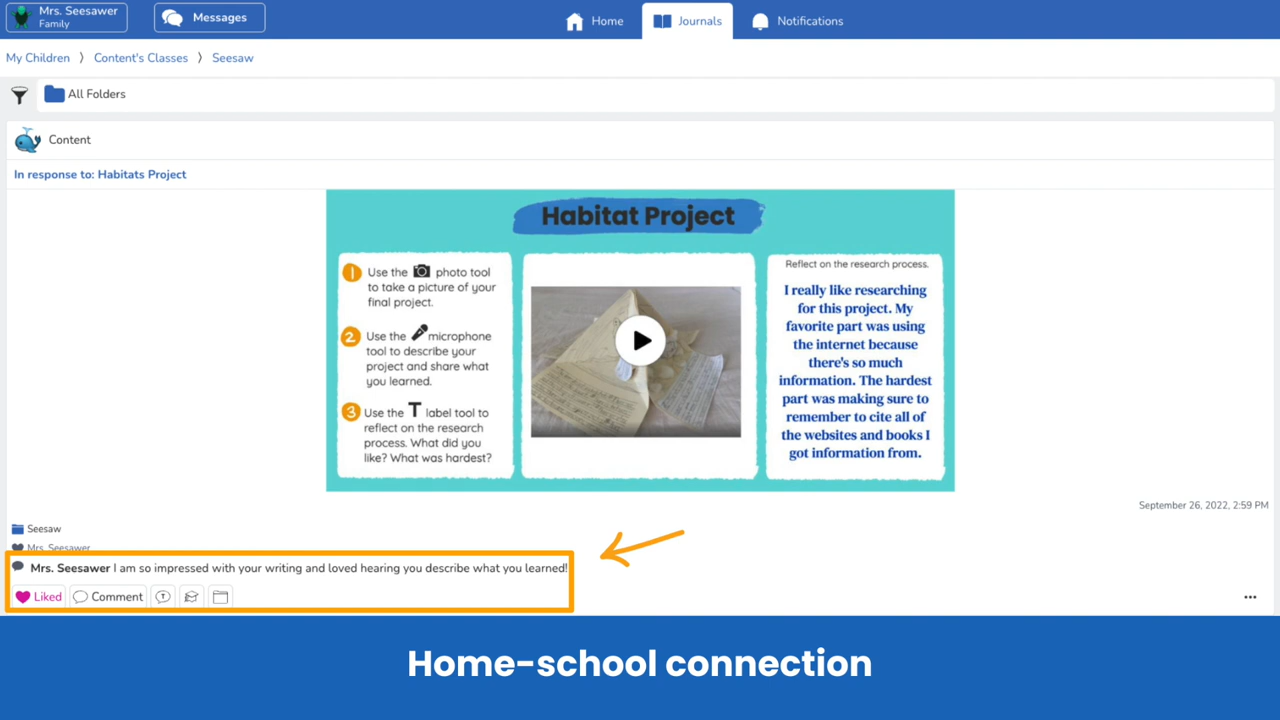 Mrs. Seesawer
Family
Messages
Home
Journals
Notifications
My Children 〉 Content's Classes 〉 Seesaw
All Folders
Content
In response to: Habitats Project
Habitat Project
1 Use the photo tool
to take a picture of your
final project.
2 Use the microphone
tool to describe your
project and share what
you learned.
3 Use the T label tool to
reflect on the research
process. What did you
like? What was hardest?
Reflect on the research process.
I really like researching
for this project. My
favorite part was using
the internet because
there's so much
information. The hardest
part was making sure to
remember to cite all of
the websites and books I
got information from.
September 26, 2022, 2:59 PM
Seesaw
Mrs. Seesawer
Mrs. Seesawer I am so impressed with your writing and loved hearing you describe what you learned!
Liked
Comment
Home-school connection